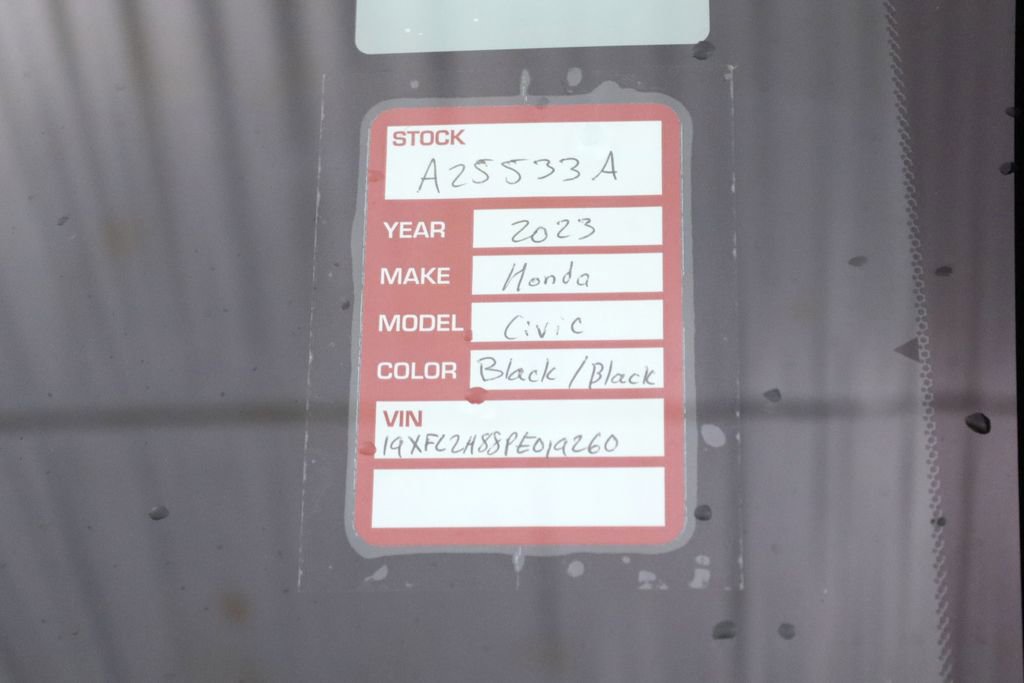 STOCK
A25533A
YEAR 2023
MAKE Honda
MODEL Civic
COLOR Black/Black
VIN
19XFL2H88PE019260